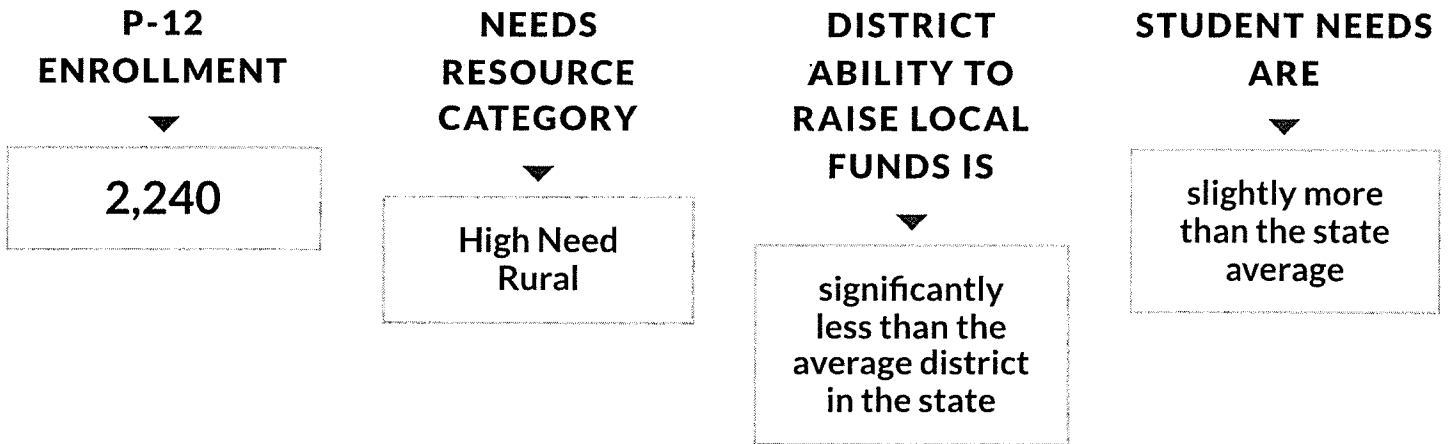 P-12
ENROLLMENT
2,240
NEEDS
RESOURCE
CATEGORY
High Need
Rural
DISTRICT
ABILITY TO
RAISE LOCAL
FUNDS IS
significantly
less than the
average district
in the state
STUDENT NEEDS
ARE
slightly more
than the state
average